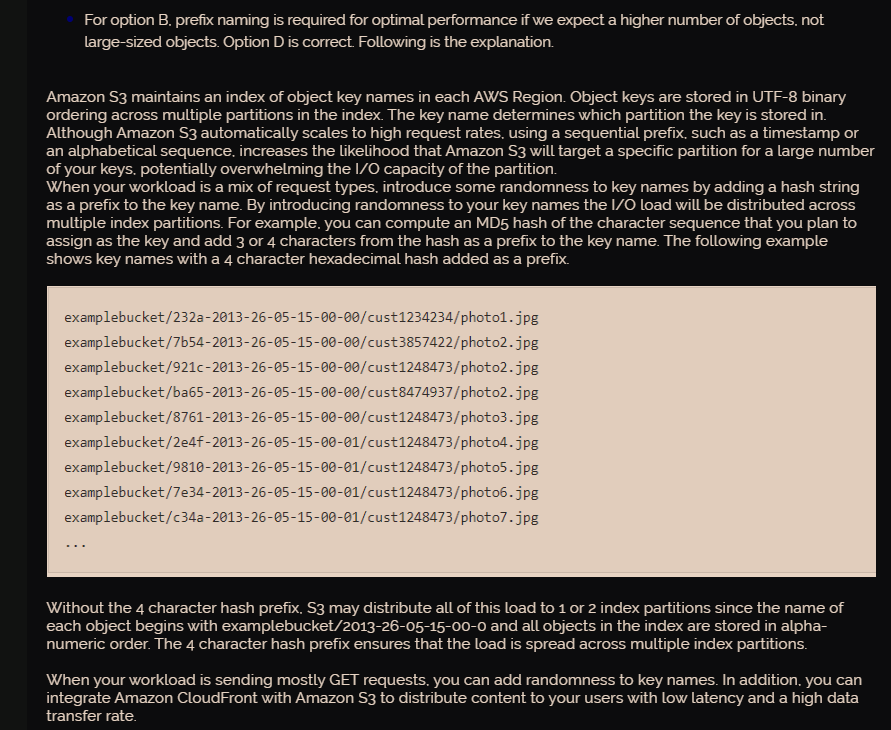 For option B, prefix naming is required for optimal performance if we expect a higher number of objects, not
large-sized objects. Option D is correct. Following is the explanation.
Amazon S3 maintains an index of object key names in each AWS Region. Object keys are stored in UTF-8 binary
ordering across multiple partitions in the index. The key name determines which partition the key is stored in.
Although Amazon S3 automatically scales to high request rates, using a sequential prefix, such as a timestamp or
an alphabetical sequence, increases the likelihood that Amazon S3 will target a specific partition for a large number
of your keys, potentially overwhelming the I/O capacity of the partition.
When your workload is a mix of request types, introduce some randomness to key names by adding a hash string
as a prefix to the key name. By introducing randomness to your key names the I/O load will be distributed across
multiple index partitions. For example, you can compute an MD5 hash of the character sequence that you plan to
assign as the key and add 3 or 4 characters from the hash as a prefix to the key name. The following example
shows key names with a 4 character hexadecimal hash added as a prefix.
examplebucket/232a-2013-26-05-15-00-00/cust1234234/photo1.jpg
examplebucket/7b54-2013-26-05-15-00-00/cust3857422/photo2.jpg
examplebucket/921c-2013-26-05-15-00-00/cust1248473/photo2.jpg
examplebucket/ba65-2013-26-05-15-00-00/cust8474937/photo2.jpg
examplebucket/8761-2013-26-05-15-00-00/cust1248473/photo3.jpg
examplebucket/2e4f-2013-26-05-15-00-01/cust1248473/photo4.jpg
examplebucket/9810-2013-26-05-15-00-01/cust1248473/photo5.jpg
examplebucket/7e34-2013-26-05-15-00-01/cust1248473/photo6.jpg
examplebucket/c34a-2013-26-05-15-00-01/cust1248473/photo7.jpg
...
Without the 4 character hash prefix, S3 may distribute all of this load to 1 or 2 index partitions since the name of
each object begins with examplebucket/2013-26-05-15-00-0 and all objects in the index are stored in alpha-
numeric order. The 4 character hash prefix ensures that the load is spread across multiple index partitions.
When your workload is sending mostly GET requests, you can add randomness to key names. In addition, you can
integrate Amazon CloudFront with Amazon S3 to distribute content to your users with low latency and a high data
transfer rate.